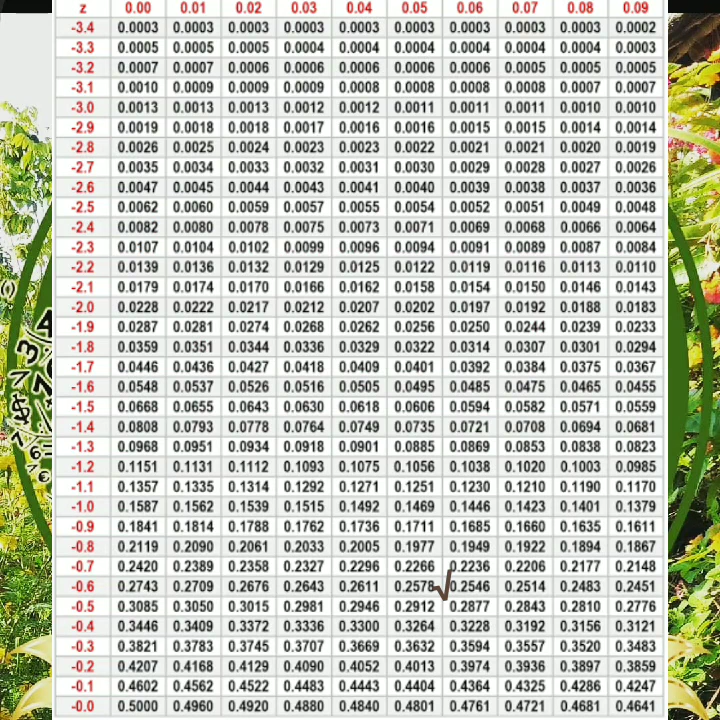 z 0.00 0.01 0.02 0.03 0.04 0.05 0.06 0.07 0.08 0.09
-3.4 0.0003 0.0003 0.0003 0.0003 0.0003 0.0003 0.0003 0.0003 0.0003 0.0002
-3.3 0.0005 0.0005 0.0005 0.0004 0.0004 0.0004 0.0004 0.0004 0.0004 0.0003
-3.2 0.0007 0.0007 0.0006 0.0006 0.0006 0.0006 0.0006 0.0005 0.0005 0.0005
-3.1 0.0010 0.0009 0.0009 0.0009 0.0008 0.0008 0.0008 0.0008 0.0007 0.0007
-3.0 0.0013 0.0013 0.0013 0.0012 0.0012 0.0011 0.0011 0.0011 0.0010 0.0010
-2.9 0.0019 0.0018 0.0018 0.0017 0.0016 0.0016 0.0015 0.0015 0.0014 0.0014
-2.8 0.0026 0.0025 0.0024 0.0023 0.0023 0.0022 0.0021 0.0021 0.0020 0.0019
-2.7 0.0035 0.0034 0.0033 0.0032 0.0031 0.0030 0.0029 0.0028 0.0027 0.0026
-2.6 0.0047 0.0045 0.0044 0.0043 0.0041 0.0040 0.0039 0.0038 0.0037 0.0036
-2.5 0.0062 0.0060 0.0059 0.0057 0.0055 0.0054 0.0052 0.0051 0.0049 0.0048
-2.4 0.0082 0.0080 0.0078 0.0075 0.0073 0.0071 0.0069 0.0068 0.0066 0.0064
-2.3 0.0107 0.0104 0.0102 0.0099 0.0096 0.0094 0.0091 0.0089 0.0087 0.0084
-2.2 0.0139 0.0136 0.0132 0.0129 0.0125 0.0122 0.0119 0.0116 0.0113 0.0110
-2.1 0.0179 0.0174 0.0170 0.0166 0.0162 0.0158 0.0154 0.0150 0.0146 0.0143
-2.0 0.0228 0.0222 0.0217 0.0212 0.0207 0.0202 0.0197 0.0192 0.0188 0.0183
-1.9 0.0287 0.0281 0.0274 0.0268 0.0262 0.0256 0.0250 0.0244 0.0239 0.0233
-1.8 0.0359 0.0351 0.0344 0.0336 0.0329 0.0322 0.0314 0.0307 0.0301 0.0294
-1.7 0.0446 0.0436 0.0427 0.0418 0.0409 0.0401 0.0392 0.0384 0.0375 0.0367
-1.6 0.0548 0.0537 0.0526 0.0516 0.0505 0.0495 0.0485 0.0475 0.0465 0.0455
-1.5 0.0668 0.0655 0.0643 0.0630 0.0618 0.0606 0.0594 0.0582 0.0571 0.0559
-1.4 0.0808 0.0793 0.0778 0.0764 0.0749 0.0735 0.0721 0.0708 0.0694 0.0681
-1.3 0.0968 0.0951 0.0934 0.0918 0.0901 0.0885 0.0869 0.0853 0.0838 0.0823
-1.2 0.1151 0.1131 0.1112 0.1093 0.1075 0.1056 0.1038 0.1020 0.1003 0.0985
-1.1 0.1357 0.1335 0.1314 0.1292 0.1271 0.1251 0.1230 0.1210 0.1190 0.1170
-1.0 0.1587 0.1562 0.1539 0.1515 0.1492 0.1469 0.1446 0.1423 0.1401 0.1379
-0.9 0.1841 0.1814 0.1788 0.1762 0.1736 0.1711 0.1685 0.1660 0.1635 0.1611
-0.8 0.2119 0.2090 0.2061 0.2033 0.2005 0.1977 0.1949 0.1922 0.1894 0.1867
-0.7 0.2420 0.2389 0.2358 0.2327 0.2296 0.2266 0.2236 0.2206 0.2177 0.2148
-0.6 0.2743 0.2709 0.2676 0.2643 0.2611 0.2578 √ 0.2546 0.2514 0.2483 0.2451
-0.5 0.3085 0.3050 0.3015 0.2981 0.2946 0.2912 0.2877 0.2843 0.2810 0.2776
-0.4 0.3446 0.3409 0.3372 0.3336 0.3300 0.3264 0.3228 0.3192 0.3156 0.3121
-0.3 0.3821 0.3783 0.3745 0.3707 0.3669 0.3632 0.3594 0.3557 0.3520 0.3483
-0.2 0.4207 0.4168 0.4129 0.4090 0.4052 0.4013 0.3974 0.3936 0.3897 0.3859
-0.1 0.4602 0.4562 0.4522 0.4483 0.4443 0.4404 0.4364 0.4325 0.4286 0.4247
-0.0 0.5000 0.4960 0.4920 0.4880 0.4840 0.4801 0.4761 0.4721 0.4681 0.4641